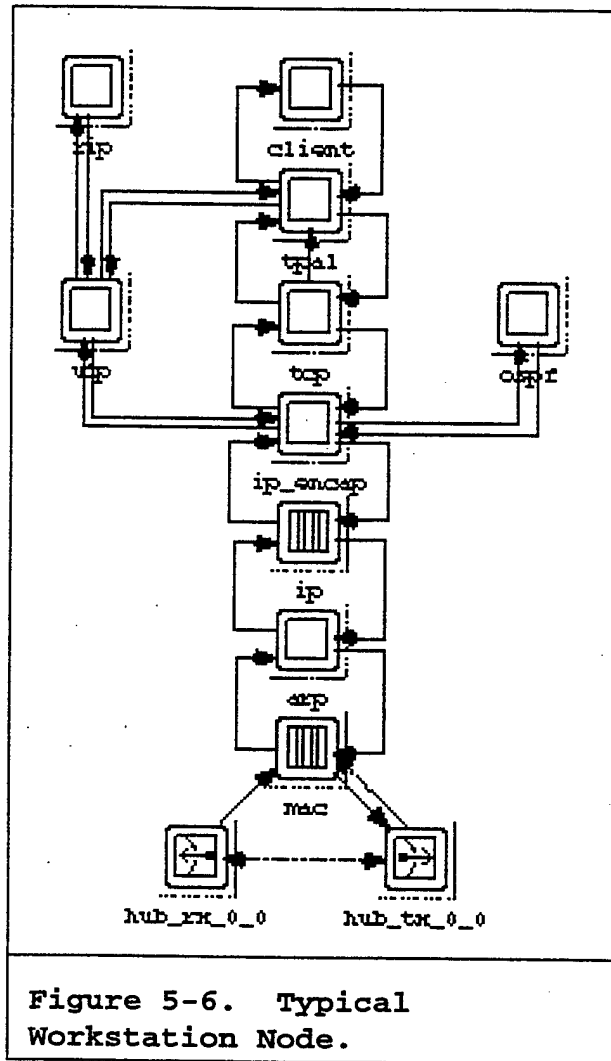 rip
client
tpal
udp
tcp
ospf
ip_encap
ip
arp
mac
hub_rx_0_0
hub_tx_0_0
Figure 5-6. Typical
Workstation Node.